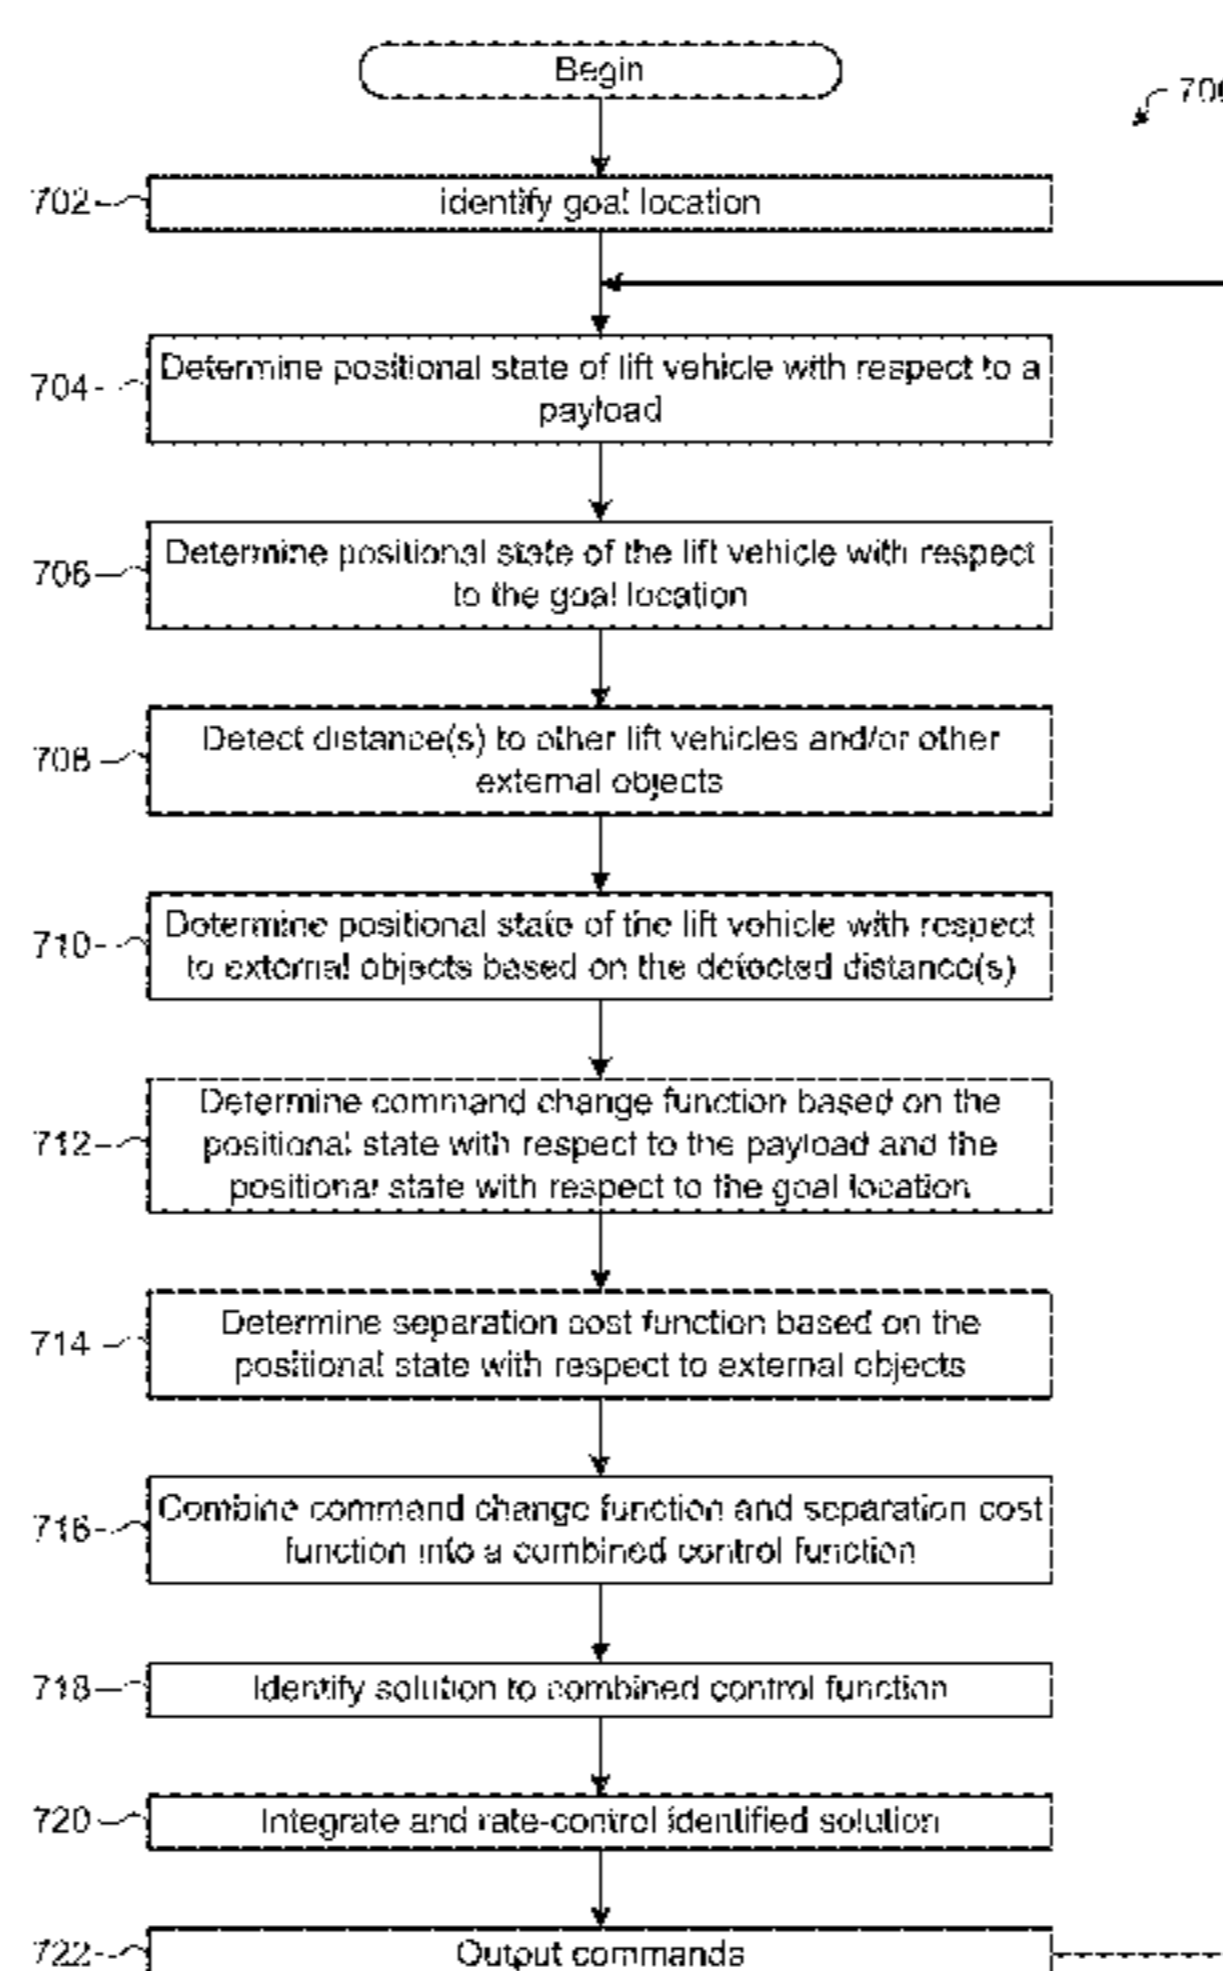 Begin
700
702
identify goal location
704
Determine positional state of lift vehicle with respect to a
payload
706
Determine positional state of the lift vehicle with respect
to the goal location
708
Detect distance(s) to other lift vehicles and/or other
external objects
710
Determine positional state of the lift vehicle with respect
to external objects based on the detected distance(s)
712
Determine command change function based on the
positional state with respect to the payload and the
positional state with respect to the goal location
714
Determine separation cost function based on the
positional state with respect to external objects
716
Combine command change function and separation cost
function into a combined control function
718
Identify solution to combined control function
720
Integrate and rate-control identified solution
722
Output commands